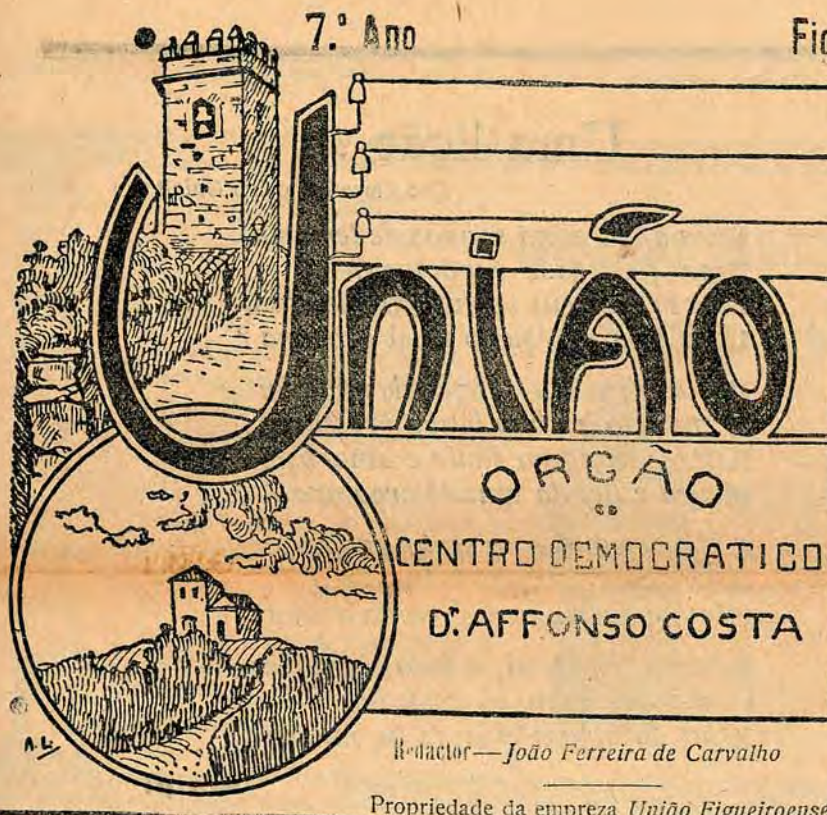 7.º Ano
União
ORGÃO
DO
CENTRO DEMOCRATICO
Dr. AFFONSO COSTA
A.L.
Redactor—João Ferreira de Carvalho
Propriedade da empreza União Figueiroense